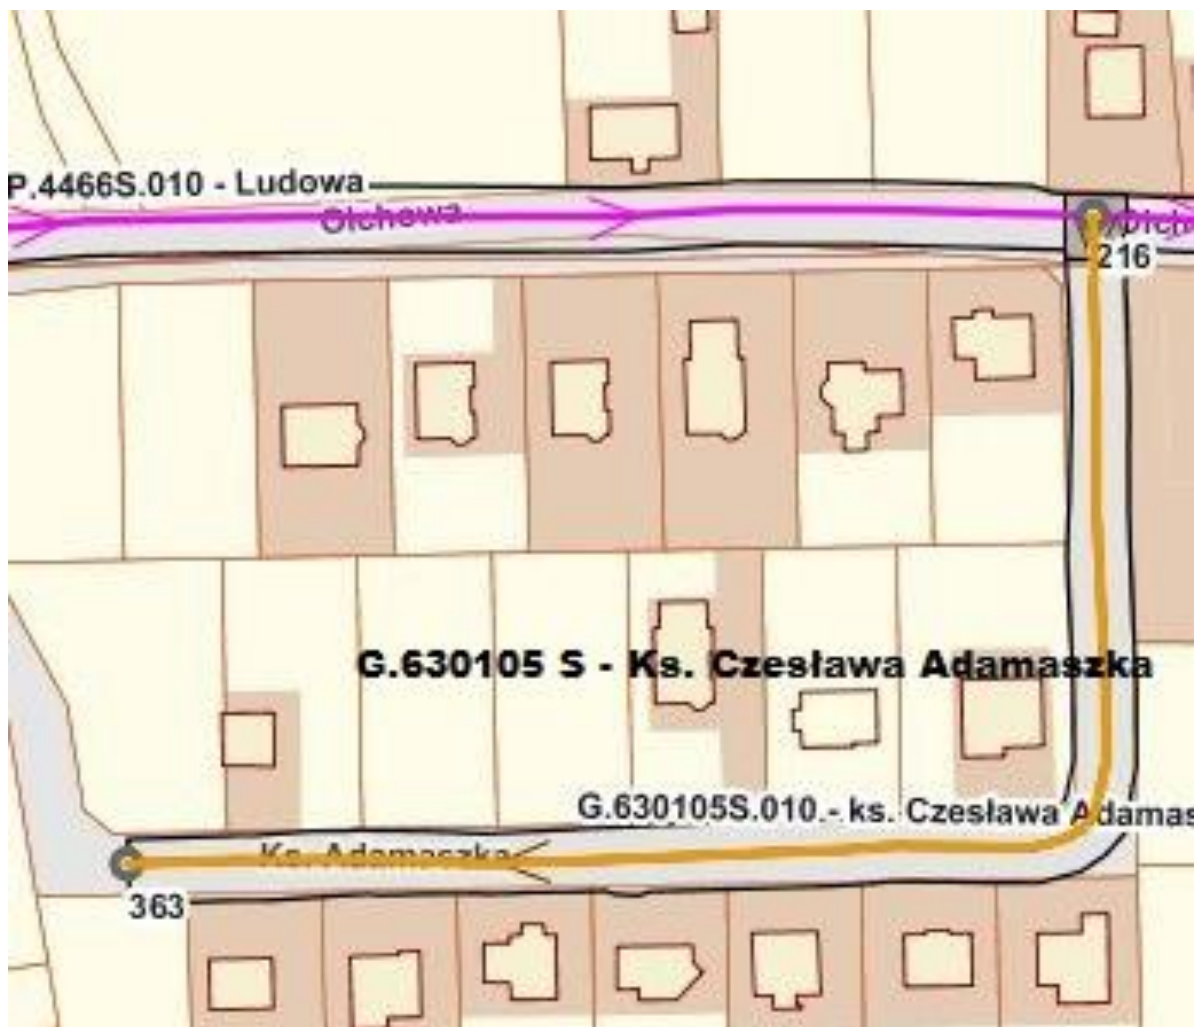 P.4466S.010 - Ludowa
Olchowa
216
G.630105 S - Ks. Czesława Adamaszka
G.630105S.010.- ks. Czesława Adamas
Ks. Adamaszka
363